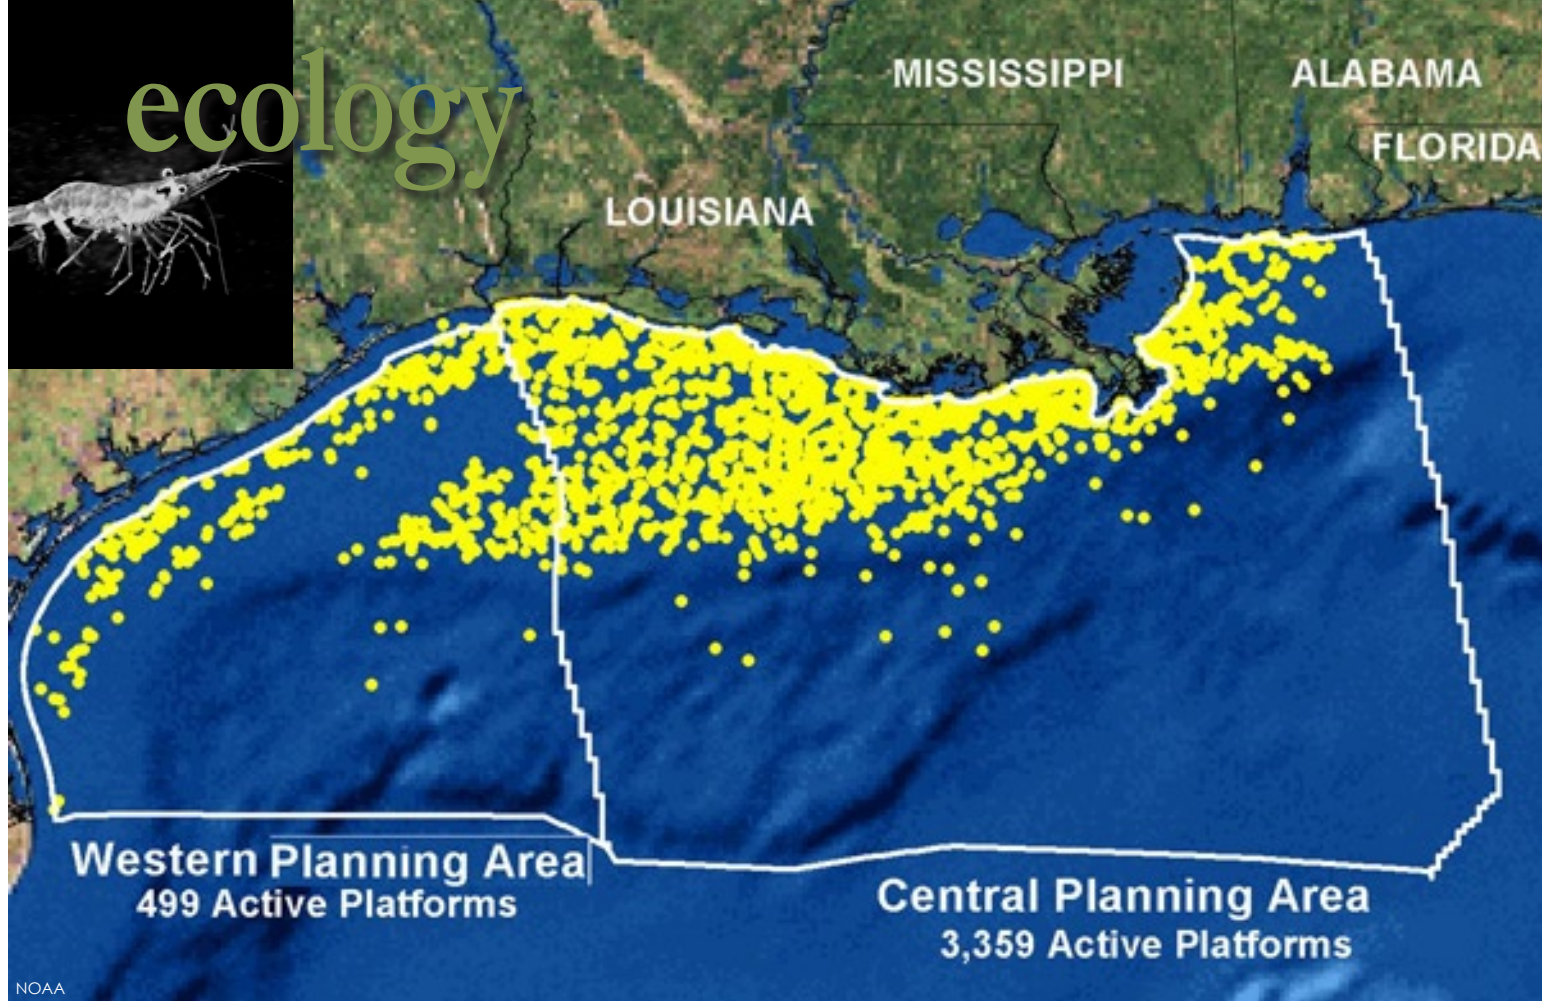 ecology
MISSISSIPPI
ALABAMA
FLORIDA
LOUISIANA
Western Planning Area
499 Active Platforms
Central Planning Area
3,359 Active Platforms
NOAA